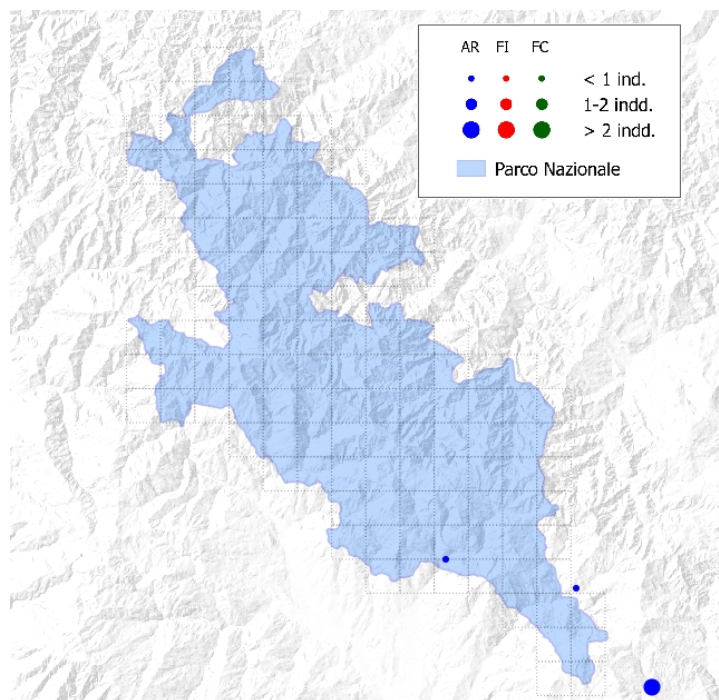 AR FI FC
< 1 ind.
1-2 indd.
> 2 indd.
Parco Nazionale